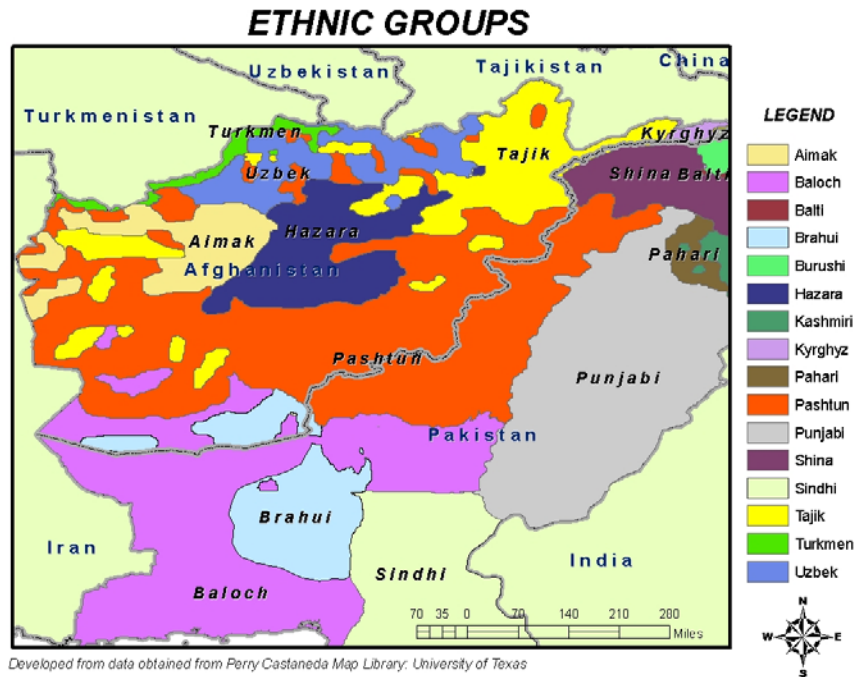 ETHNIC GROUPS
Uzbekistan
Tajikistan
China
Turkmenistan
Turkmen
Kyrghyz
Tajik
Uzbek
Shina Balti
Aimak
Hazara
Pahari
Afghanistan
Pashtun
Punjabi
Pakistan
Brahui
Iran
Sindhi
India
Baloch
70 35 0 70 140 210 280
Miles
LEGEND
Aimak
Baloch
Balti
Brahui
Burushi
Hazara
Kashmiri
Kyrghyz
Pahari
Pashtun
Punjabi
Shina
Sindhi
Tajik
Turkmen
Uzbek
N
W E
S
Developed from data obtained from Perry Castaneda Map Library: University of Texas